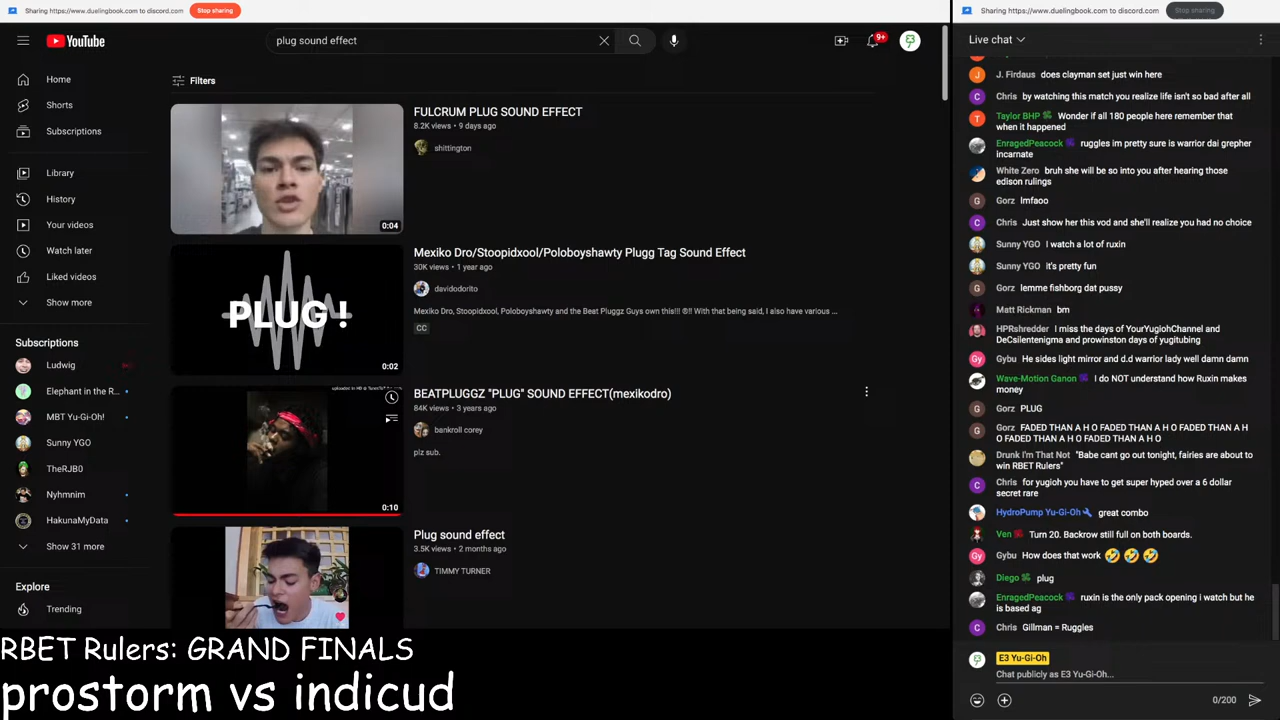 Sharing https://www.duelingbook.com to discord.com
Stop sharing
YouTube
plug sound effect
9+
Home
Shorts
Subscriptions
Library
History
Your videos
Watch later
Liked videos
Show more
Subscriptions
Ludwig
Elephant in the R...
MBT Yu-Gi-Oh!
Sunny YGO
TheRJB0
Nyhmnim
HakunaMyData
Show 31 more
Explore
Trending
Filters
0:04
FULCRUM PLUG SOUND EFFECT
8.2K views • 9 days ago
shittington
PLUG !
0:02
Mexiko Dro/Stoopidxool/Poloboyshawty Plugg Tag Sound Effect
30K views • 1 year ago
davidodorito
Mexiko Dro, Stoopidxool, Poloboyshawty and the Beat Pluggz Guys own this!!! ®!! With that being said, I also have various ...
CC
0:10
BEATPLUGGZ "PLUG" SOUND EFFECT(mexikodro)
84K views • 3 years ago
bankroll corey
plz sub.
Plug sound effect
3.5K views • 2 months ago
TIMMY TURNER
RBET Rulers: GRAND FINALS
prostorm vs indicud
Sharing https://www.duelingbook.com to discord.com
Stop sharing
Live chat
J. Firdaus does clayman set just win here
Chris by watching this match you realize life isn't so bad after all
Taylor BHP Wonder if all 180 people here remember that
when it happened
EnragedPeacock ruggles im pretty sure is warrior dai grepher
incarnate
White Zero bruh she will be so into you after hearing those
edison rulings
Gorz lmfaoo
Chris Just show her this vod and she'll realize you had no choice
Sunny YGO I watch a lot of ruxin
Sunny YGO it's pretty fun
Gorz lemme fishborg dat pussy
Matt Rickman bm
HPRshredder I miss the days of YourYugiohChannel and
DeCsilentenigma and prowinston days of yugitubing
Gybu He sides light mirror and d.d warrior lady well damn damn
Wave-Motion Ganon I do NOT understand how Ruxin makes
money
Gorz PLUG
Gorz FADED THAN A H O FADED THAN A H O FADED THAN A H
O FADED THAN A H O FADED THAN A H O
Drunk I'm That Not "Babe cant go out tonight, fairies are about to
win RBET Rulers"
Chris for yugioh you have to get super hyped over a 6 dollar
secret rare
HydroPump Yu-Gi-Oh great combo
Ven Turn 20. Backrow still full on both boards.
Gybu How does that work 🤣 🤣 🤣
Diego plug
EnragedPeacock ruxin is the only pack opening i watch but he
is based ag
Chris Gillman = Ruggles
E3 Yu-Gi-Oh
Chat publicly as E3 Yu-Gi-Oh...
0/200